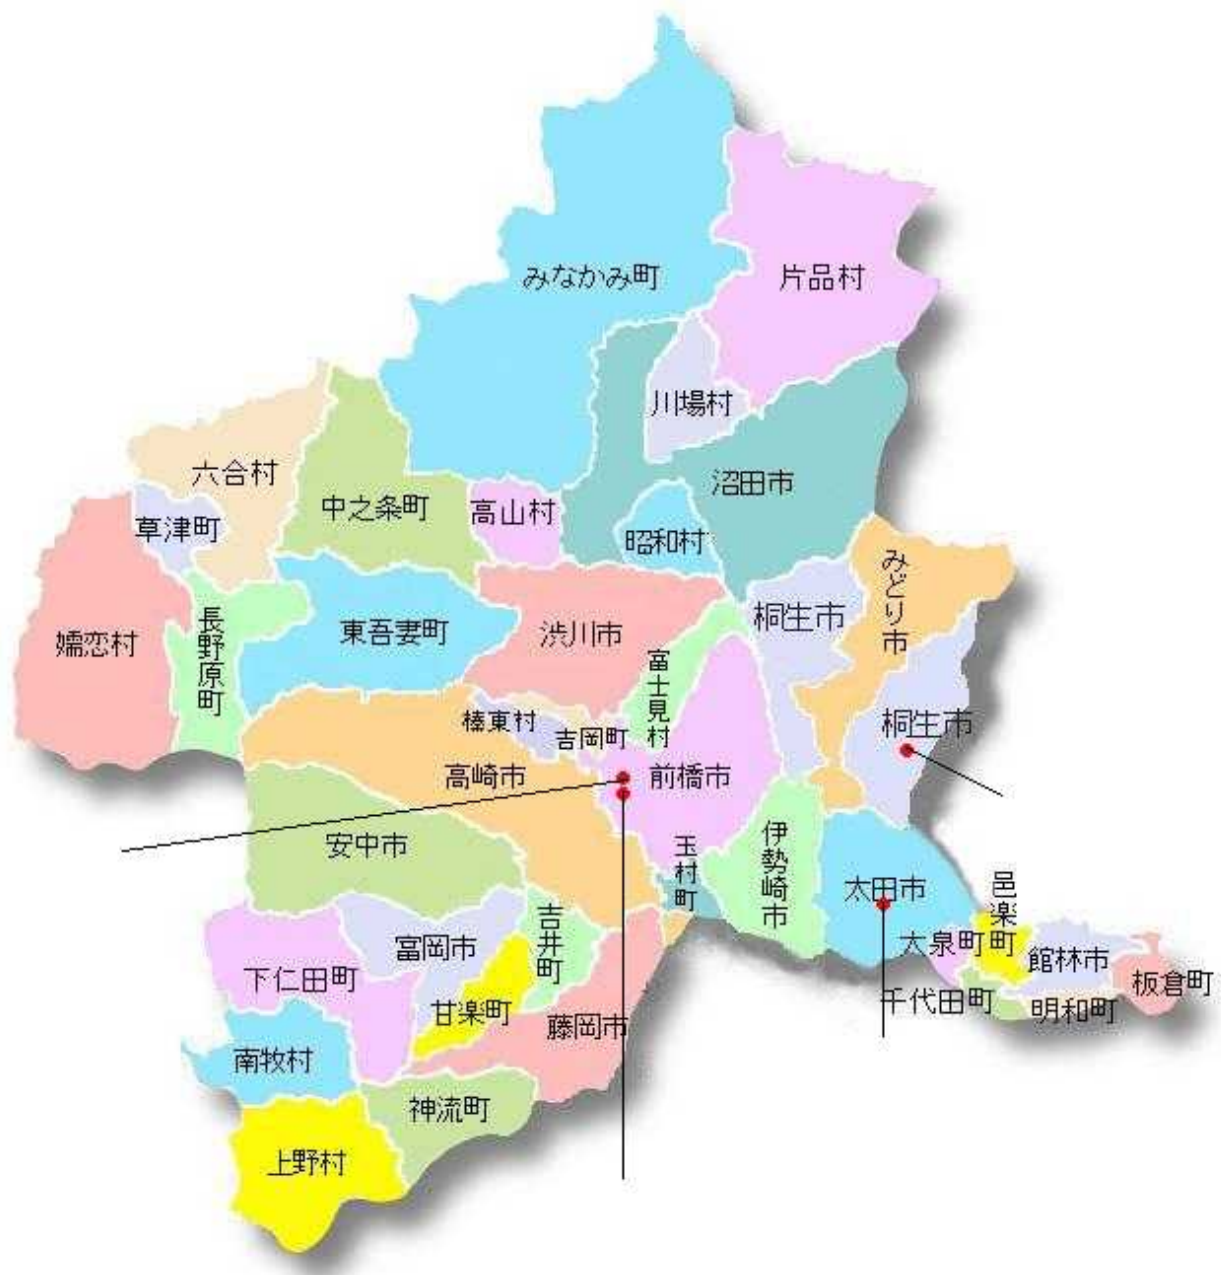 みなかみ町
片品村
川場村
六合村
沼田市
中之条町
高山村
草津町
昭和村
みどり市
桐生市
東吾妻町
渋川市
嬬恋村
長野原町
富士見村
榛東村
吉岡町
桐生市
高崎市
前橋市
安中市
玉村町
伊勢崎市
太田市
邑楽町
吉井町
富岡市
大泉町
館林市
下仁田町
板倉町
千代田町
明和町
甘楽町
藤岡市
南牧村
神流町
上野村